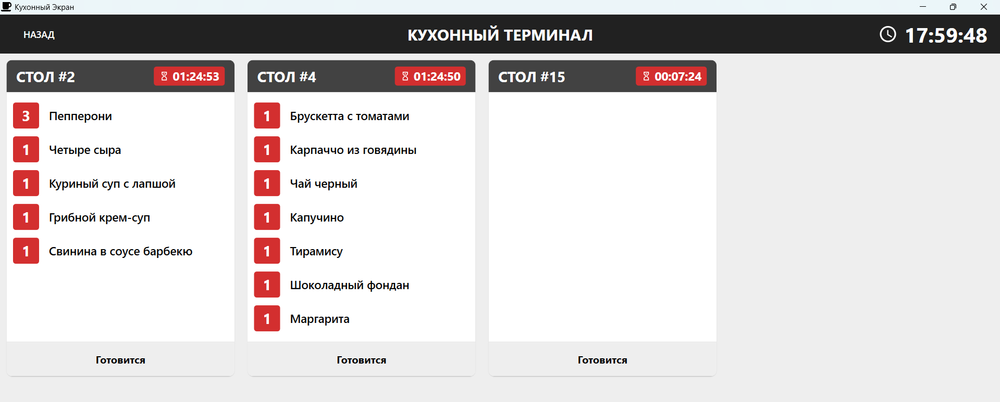 Кухонный Экран
НАЗАД
КУХОННЫЙ ТЕРМИНАЛ
17:59:48
СТОЛ #2
01:24:53
3 Пепперони
1 Четыре сыра
1 Куриный суп с лапшой
1 Грибной крем-суп
1 Свинина в соусе барбекю
Готовится
СТОЛ #4
01:24:50
1 Брускетта с томатами
1 Карпаччо из говядины
1 Чай черный
1 Капучино
1 Тирамису
1 Шоколадный фондан
1 Маргарита
Готовится
СТОЛ #15
00:07:24
Готовится